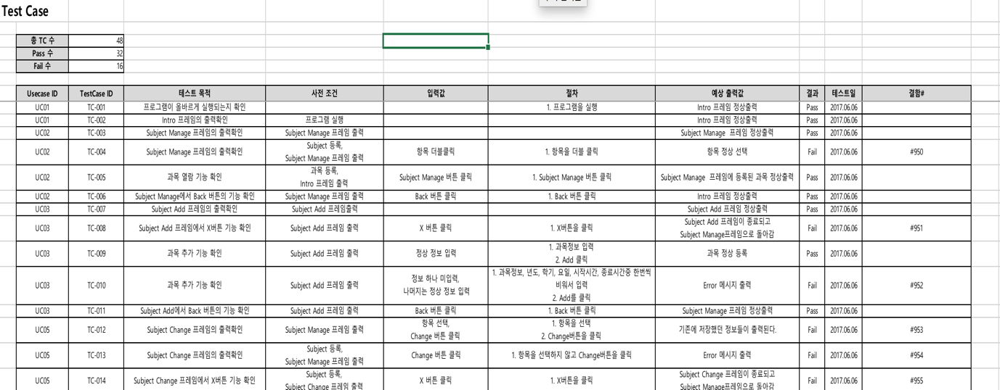 Test Case
총 TC 수 48
Pass 수 32
Fail 수 16
Usecase ID TestCase ID 테스트 목적 사전 조건 입력값 절차 예상 출력값 결과 테스트일 결함#
UC01 TC-001 프로그램이 올바르게 실행되는지 확인 1. 프로그램을 실행 Intro 프레임 정상출력 Pass 2017.06.06
UC01 TC-002 Intro 프레임의 출력확인 프로그램 실행 Intro 프레임 정상출력 Pass 2017.06.06
UC02 TC-003 Subject Manage 프레임의 출력확인 Subject Manage 프레임 출력 Subject Manage 프레임 정상출력 Pass 2017.06.06
UC02 TC-004 Subject Manage 프레임의 출력확인 Subject 등록,
Subject Manage 프레임 출력 항목 더블클릭 1. 항목을 더블 클릭 항목 정상 선택 Fail 2017.06.06 #950
UC02 TC-005 과목 열람 기능 확인 과목 등록,
Intro 프레임 출력 Subject Manage 버튼 클릭 1. Subject Manage 버튼 클릭 Subject Manage 프레임에 등록된 과목 정상출력 Pass 2017.06.06
UC02 TC-006 Subject Manage에서 Back 버튼의 기능 확인 Subject Manage 프레임 출력 Back 버튼 클릭 1. Back 버튼 클릭 Intro 프레임 정상출력 Pass 2017.06.06
UC03 TC-007 Subject Add 프레임의 출력확인 Subject Add 프레임출력 Subject Add 프레임 정상출력 Pass 2017.06.06
UC03 TC-008 Subject Add 프레임에서 X버튼 기능 확인 Subject Add 프레임 출력 X 버튼 클릭 1. X버튼을 클릭 Subject Add 프레임이 종료되고
Subject Manage프레임으로 돌아감 Fail 2017.06.06 #951
UC03 TC-009 과목 추가 기능 확인 Subject Add 프레임 출력 정상 정보 입력 1. 과목정보 입력
2. Add 클릭 과목 정상 등록 Pass 2017.06.06
UC03 TC-010 과목 추가 기능 확인 Subject Add 프레임 출력 정보 하나 미입력,
나머지는 정상 정보 입력 1. 과목정보, 년도, 학기, 요일, 시작시간, 종료시간중 한번씩
비워서 입력
2. Add를 클릭 Error 메시지 출력 Fail 2017.06.06 #952
UC03 TC-011 Subject Add에서 Back 버튼의 기능 확인 Subject Add 프레임 출력 Back 버튼 클릭 1. Back 버튼 클릭 Subject Manage 프레임 정상출력 Pass 2017.06.06
UC05 TC-012 Subject Change 프레임의 출력확인 Subject Manage 프레임 출력 항목 선택,
Change 버튼 클릭 1. 항목을 선택
2. Change버튼을 클릭 기존에 저장했던 정보들이 출력된다. Fail 2017.06.06 #953
UC05 TC-013 Subject Change 프레임의 출력확인 Subject 등록,
Subject Manage 프레임 출력 Change 버튼 클릭 1. 항목을 선택하지 않고 Change버튼을 클릭 Error 메시지 출력 Fail 2017.06.06 #954
UC05 TC-014 Subject Change 프레임에서 X버튼 기능 확인 Subject 등록,
Subject Change 프레임 출력 X 버튼 클릭 1. X버튼을 클릭 Subject Change 프레임이 종료되고
Subject Manage프레임으로 돌아감 Fail 2017.06.06 #955